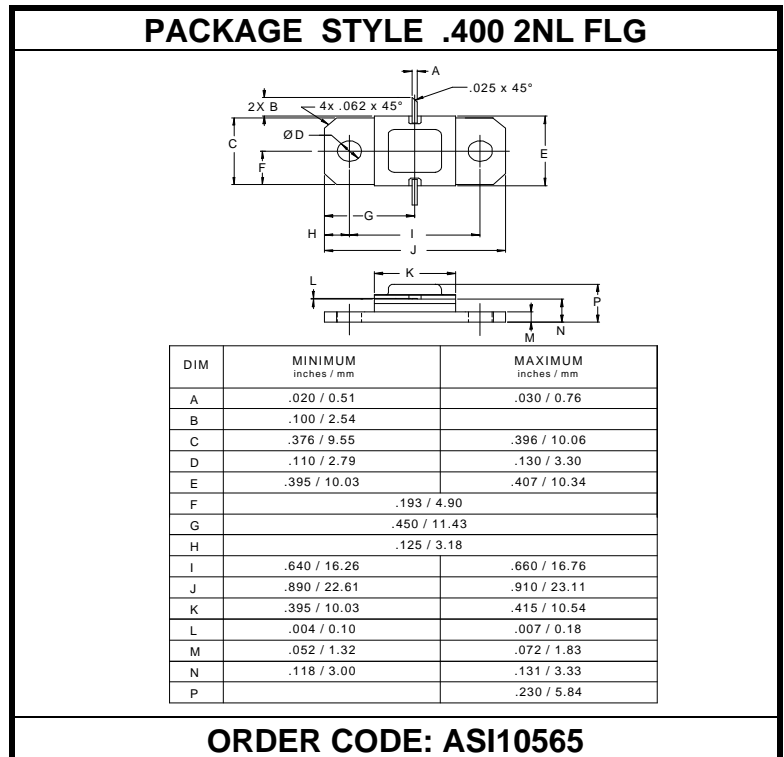 PACKAGE STYLE .400 2NL FLG
A
.025 x 45°
2X B
4x .062 x 45°
ØD
C
F
E
G
H
I
J
K
L
P
N
M
DIM MINIMUM inches / mm MAXIMUM inches / mm
A .020 / 0.51 .030 / 0.76
B .100 / 2.54
C .376 / 9.55 .396 / 10.06
D .110 / 2.79 .130 / 3.30
E .395 / 10.03 .407 / 10.34
F .193 / 4.90
G .450 / 11.43
H .125 / 3.18
I .640 / 16.26 .660 / 16.76
J .890 / 22.61 .910 / 23.11
K .395 / 10.03 .415 / 10.54
L .004 / 0.10 .007 / 0.18
M .052 / 1.32 .072 / 1.83
N .118 / 3.00 .131 / 3.33
P .230 / 5.84
ORDER CODE: ASI10565